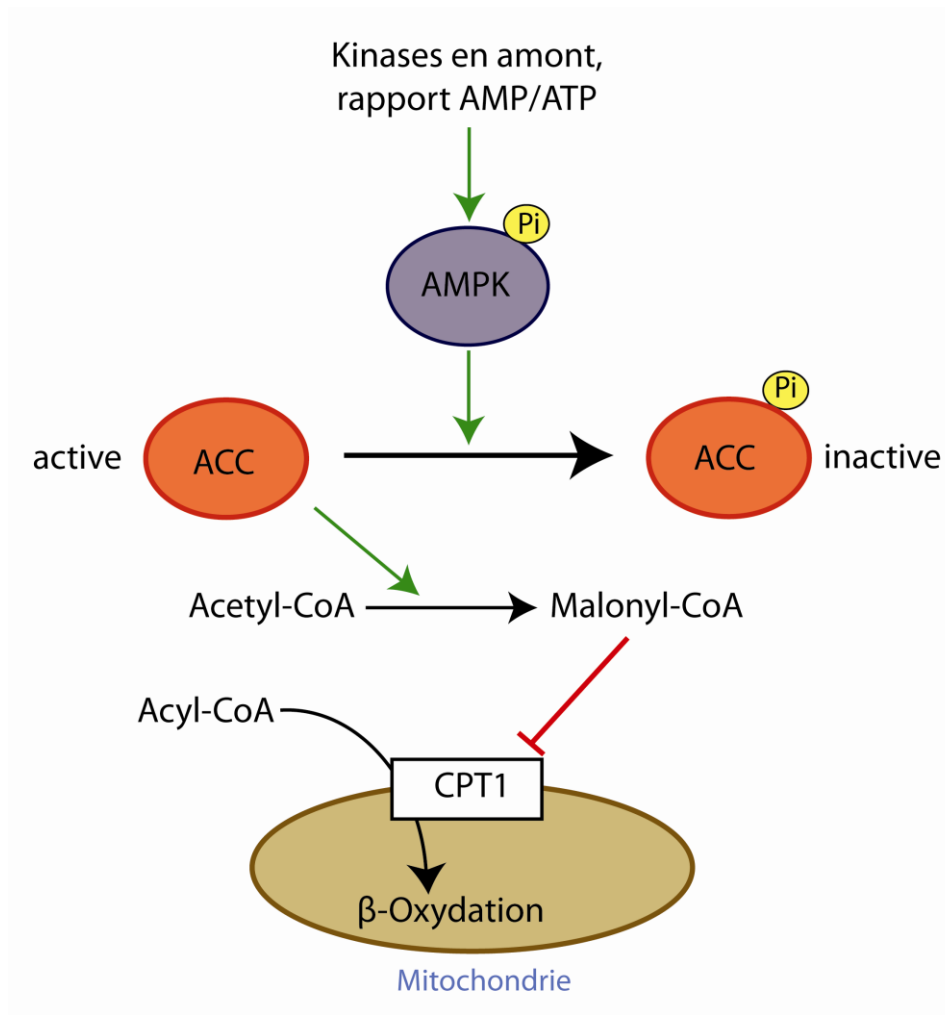 Kinases en amont,
rapport AMP/ATP
Pi
AMPK
Pi
active
ACC
ACC
inactive
Acetyl-CoA
Malonyl-CoA
Acyl-CoA
CPT1
β-Oxydation
Mitochondrie